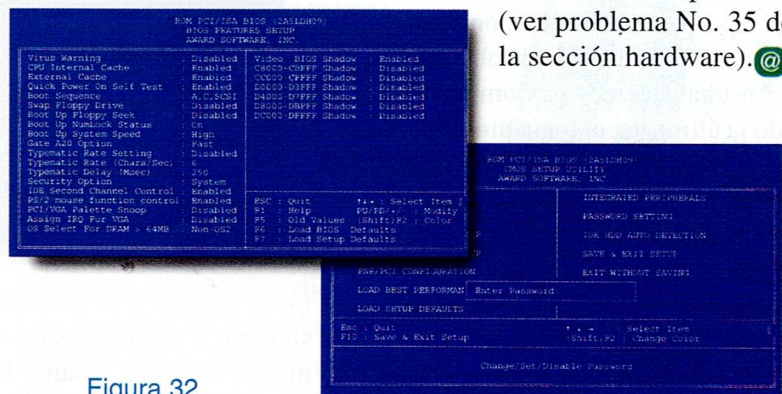 (ver problema No. 35 de
la sección hardware). @
ROM PCI/ISA BIOS (2A5LDH09)
BIOS FEATURES SETUP
AWARD SOFTWARE, INC.
Virus Warning : Disabled
CPU Internal Cache : Enabled
External Cache : Enabled
Quick Power On Self Test : Enabled
Boot Sequence : A,C,SCSI
Swap Floppy Drive : Disabled
Boot Up Floppy Seek : Disabled
Boot Up NumLock Status : On
Boot Up System Speed : High
Gate A20 Option : Fast
Typematic Rate Setting : Disabled
Typematic Rate (Chars/Sec) : 6
Typematic Delay (Msec) : 250
Security Option : System
IDE Second Channel Control : Enabled
PS/2 mouse function control: Enabled
PCI/VGA Palette Snoop : Disabled
Assign IRQ For VGA : Disabled
OS Select For DRAM > 64MB : Non-OS2
Video BIOS Shadow : Enabled
C8000-CBFFF Shadow : Disabled
CC000-CFFFF Shadow : Disabled
D0000-D3FFF Shadow : Disabled
D4000-D7FFF Shadow : Disabled
D8000-DBFFF Shadow : Disabled
DC000-DFFFF Shadow : Disabled
ESC : Quit : Select Item
F1 : Help PU/PD/+/- : Modify
F5 : Old Values (Shift)F2 : Color
F6 : Load BIOS Defaults
F7 : Load Setup Defaults
ROM PCI/ISA BIOS (2A5LDH09)
CMOS SETUP UTILITY
AWARD SOFTWARE, INC.
INTEGRATED PERIPHERALS
PASSWORD SETTING
IDE HDD AUTO DETECTION
SAVE & EXIT SETUP
PNP/PCI CONFIGURATION EXIT WITHOUT SAVING
LOAD BEST PERFORMAN Enter Password:
LOAD SETUP DEFAULTS
Esc : Quit : Select Item
F10 : Save & Exit Setup (Shift)F2 : Change Color
Change/Set/Disable Password
Figura 32